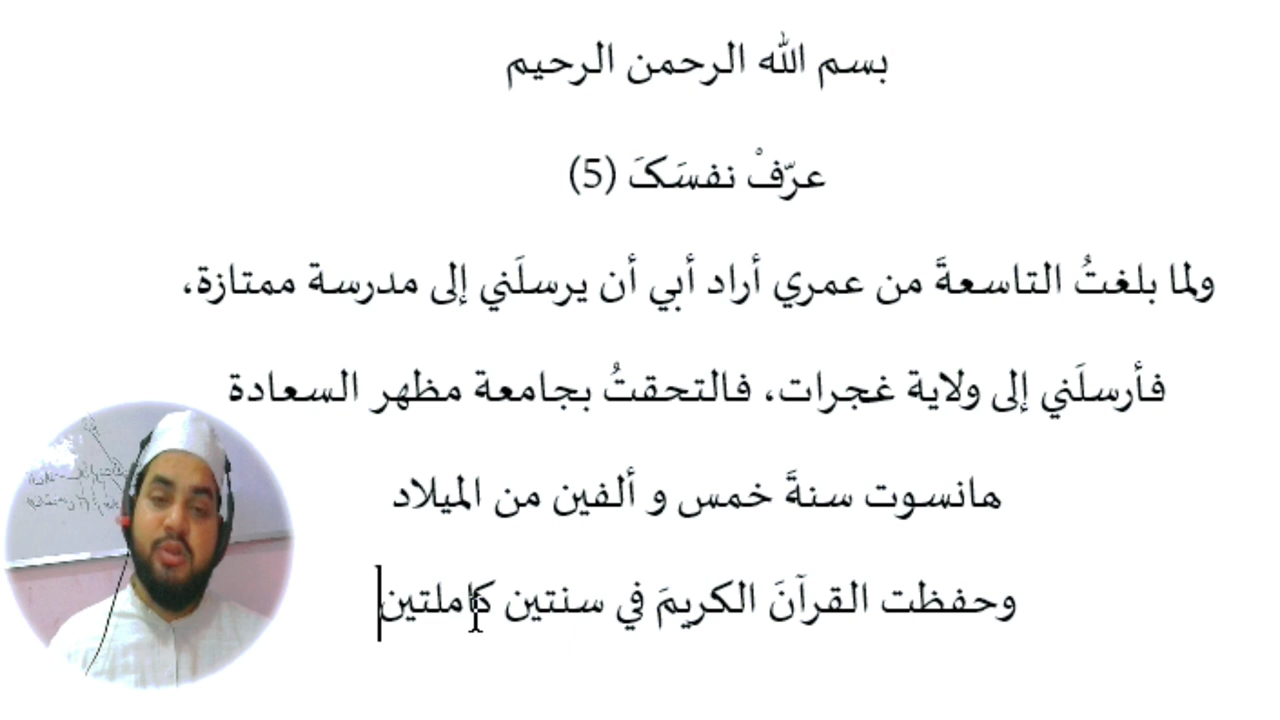 بسم الله الرحمن الرحيم
عرّفْ نفسَکَ (5)
ولما بلغتُ التاسعةَ من عمري أراد أبي أن يرسلَني إلى مدرسة ممتازة،
فأرسلَني إلى ولاية غجرات، فالتحقتُ بجامعة مظهر السعادة
هانسوت سنةَ خمس و ألفين من الميلاد
وحفظت القرآنَ الكريمَ في سنتين كاملتين